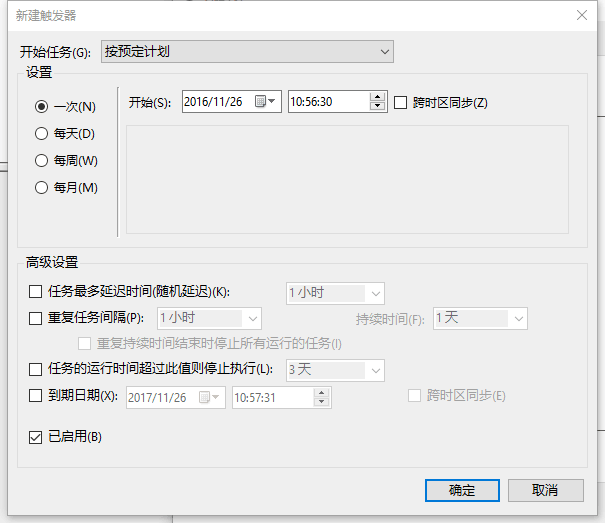 新建触发器
开始任务(G): 按预定计划
设置
一次(N)
每天(D)
每周(W)
每月(M)
开始(S): 2016/11/26 10:56:30 跨时区同步(Z)
高级设置
任务最多延迟时间(随机延迟)(K): 1 小时
重复任务间隔(P): 1 小时 持续时间(F): 1 天
重复持续时间结束时停止所有运行的任务(I)
任务的运行时间超过此值则停止执行(L): 3 天
到期日期(X): 2017/11/26 10:57:31 跨时区同步(E)
已启用(B)
确定 取消